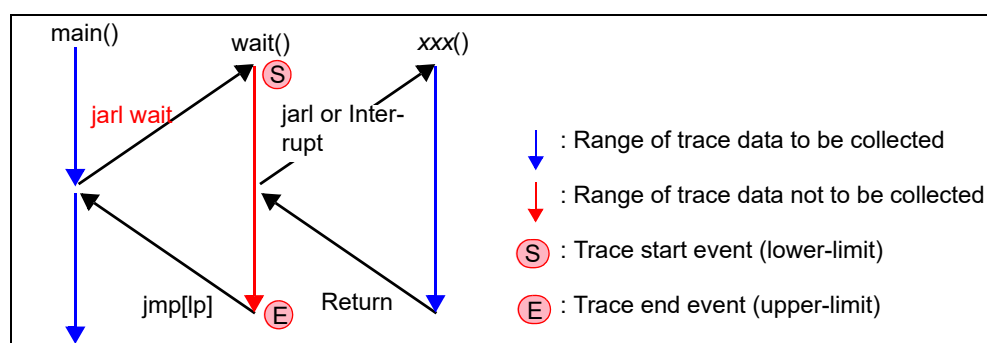 main()
wait()
xxx()
S
jarl wait
jarl or Inter-
rupt
: Range of trace data to be collected
: Range of trace data not to be collected
S : Trace start event (lower-limit)
jmp[lp]
E
Return
E : Trace end event (upper-limit)